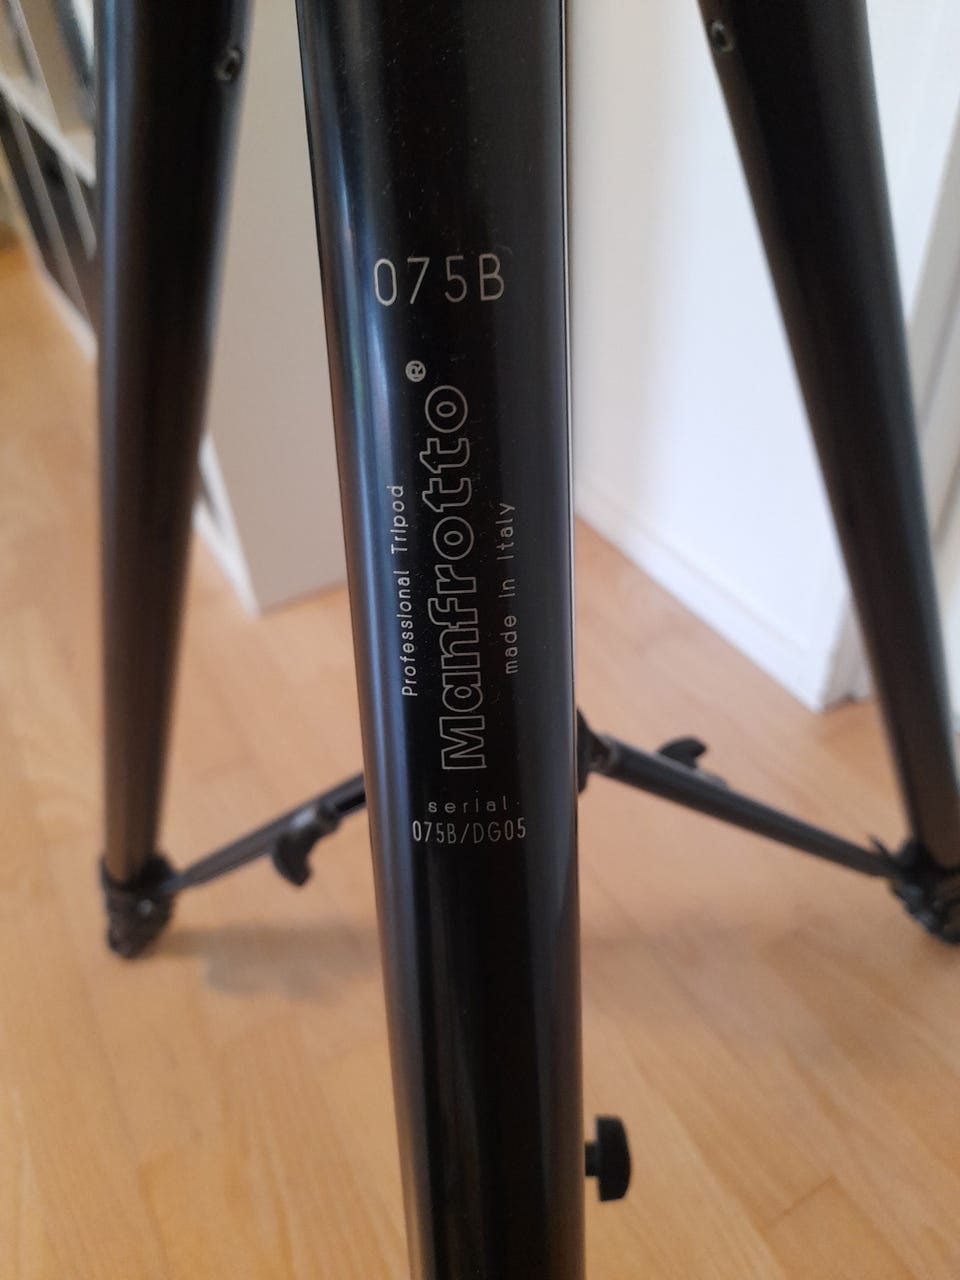 075B
Professional Tripod
Manfrotto®
made In Italy
serial
075B/DG05